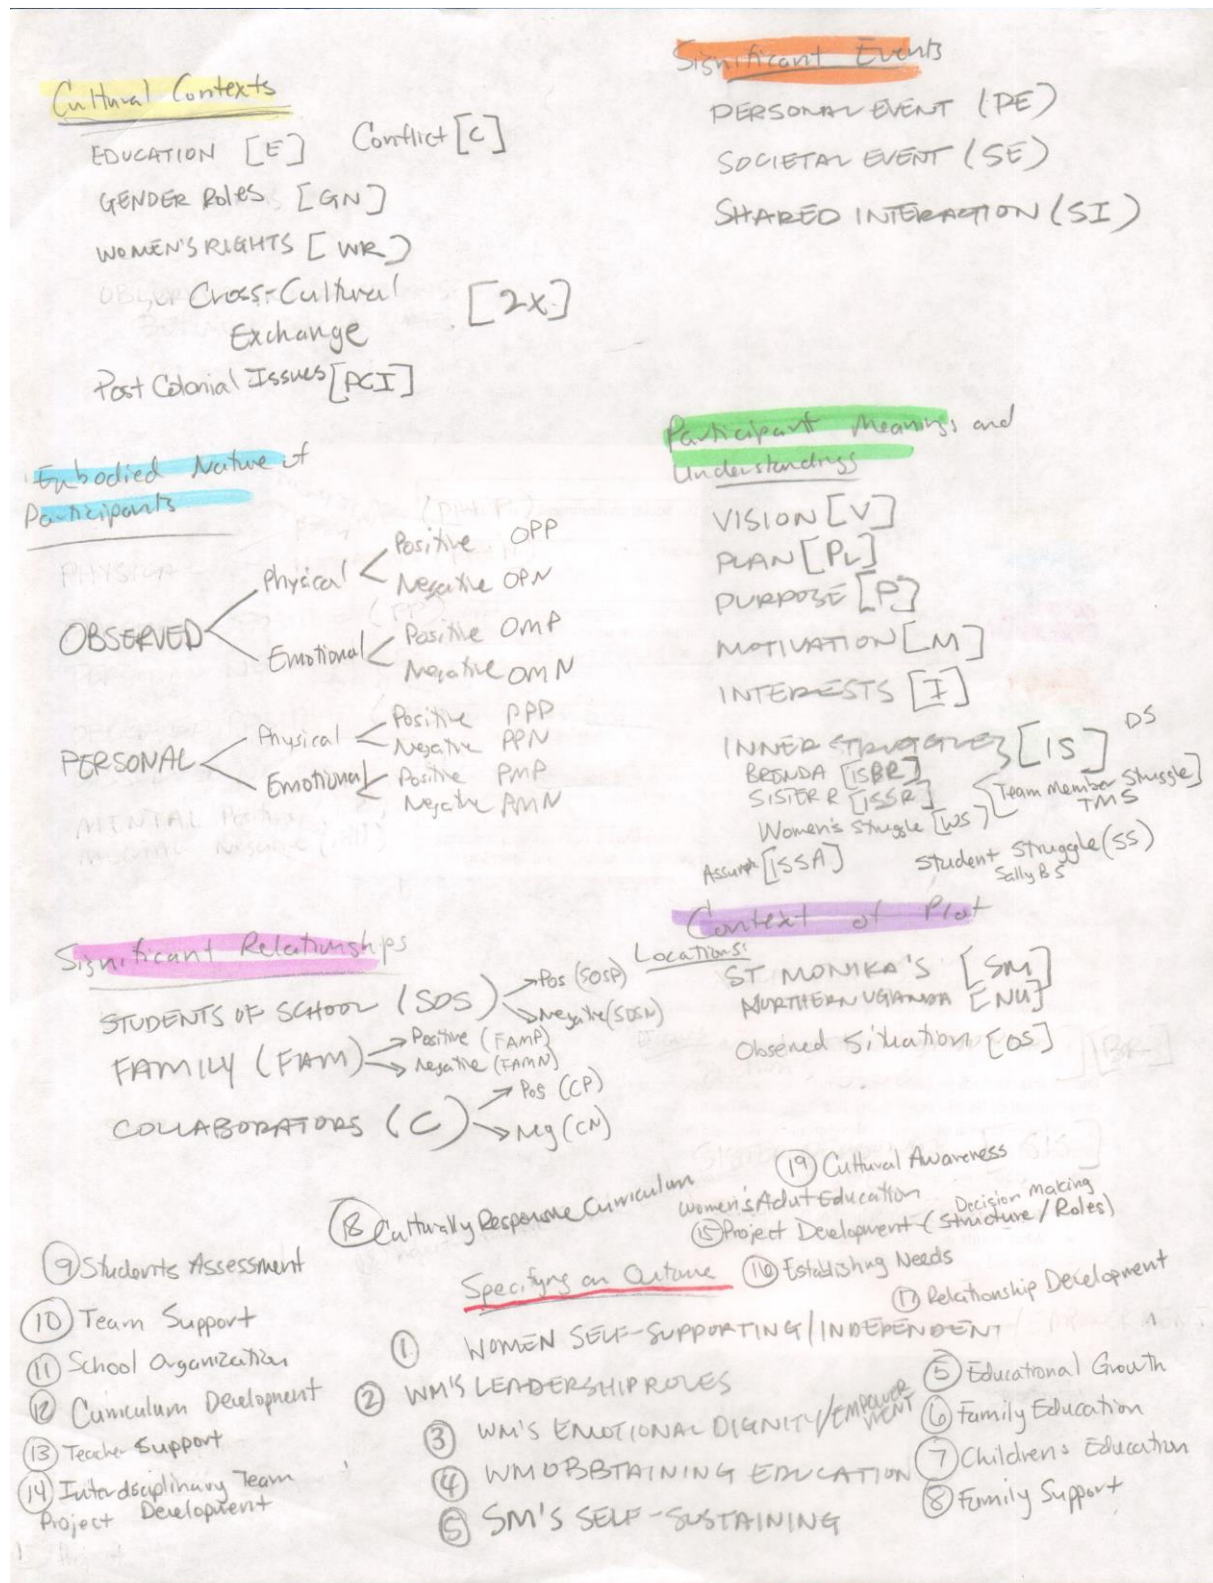 Cultural Contexts
EDUCATION [E] Conflict [C]
GENDER Roles [GN]
WOMEN'S RIGHTS [WR]
Cross-Cultural
Exchange [2X]
Post Colonial Issues [PCI]
Significant Events
PERSONAL EVENT (PE)
SOCIETAL EVENT (SE)
SHARED INTERACTION (SI)
Embodied Nature of
Participants
OBSERVED
Physical
Positive OPP
Negative OPN
Emotional
Positive OMP
Negative OMN
PERSONAL
Physical
Positive PPP
Negative PPN
Emotional
Positive PMP
Negative PMN
Participant Meanings and
Understandings
VISION [V]
PLAN [PL]
PURPOSE [P]
MOTIVATION [M]
INTERESTS [I]
INNER STRUGGLES [IS] DS
BRENDA [ISBR]
SISTER R [ISSR]
[Team Member Struggle]
TMS
Women's Struggle [WS]
Assumpt [ISSA]
Student Struggle (SS)
Sally BS
Significant Relationships
STUDENTS OF SCHOOL (SOS)
Pos (SOSP)
Negative (SOSN)
FAMILY (FAM)
Positive (FAMP)
Negative (FAMN)
COLLABORATORS (C)
Pos (CP)
Neg (CN)
Context of Plot
Locations:
ST MONIKA'S [SM]
NORTHERN UGANDA [NU]
Observed Situation [OS]
[BR]
19 Cultural Awareness
18 Culturally Responsive Curriculum
Women's Adult Education
Decision Making
15 Project Development (Structure/Roles)
Specifying an Outcome
16 Establishing Needs
17 Relationship Development
1. WOMEN SELF-SUPPORTING/INDEPENDENT
2 WM'S LEADERSHIP ROLES
3 WM'S EMOTIONAL DIGNITY/EMPOWERMENT
4 WM OBBTAINING EDUCATION
5 SM'S SELF-SUSTAINING
5 Educational Growth
6 Family Education
7 Children's Education
8 Family Support
9 Students Assessment
10 Team Support
11 School Organization
12 Curriculum Development
13 Teacher Support
14 Interdsciplinary Team
Project Development